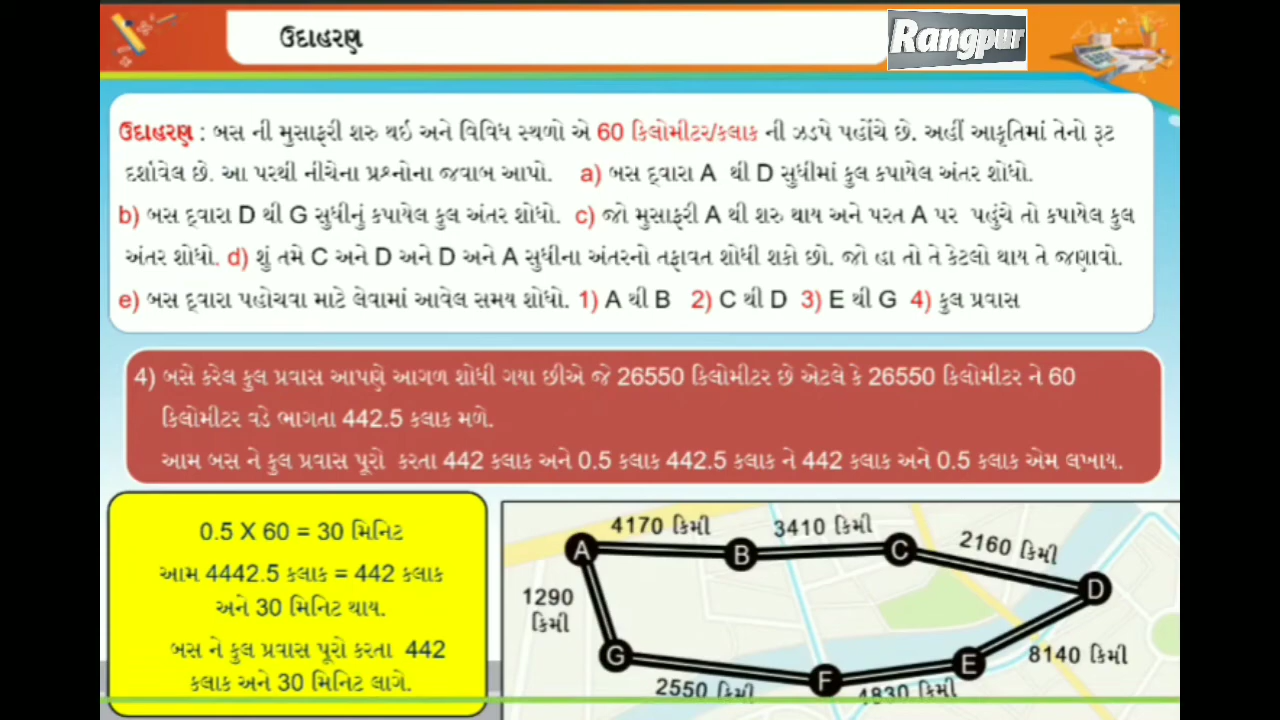 ઉદાહરણ
Rangpur
ઉદાહરણ : બસ ની મુસાફરી શરુ થઇ અને વિવિધ સ્થળો એ 60 કિલોમીટર/કલાક ની ઝડપે પહોંચે છે. અહીં આકૃતિમાં તેનો રૂટ
દર્શાવેલ છે. આ પરથી નીચેના પ્રશ્નોના જવાબ આપો. a) બસ દ્વારા A થી D સુધીમાં કુલ કપાયેલ અંતર શોધો.
b) બસ દ્વારા D થી G સુધીનું કપાયેલ કુલ અંતર શોધો. c) જો મુસાફરી A થી શરુ થાય અને પરત A પર પહુંચે તો કપાયેલ કુલ
અંતર શોધો. d) શું તમે C અને D અને D અને A સુધીના અંતરનો તફાવત શોધી શકો છો. જો હા તો તે કેટલો થાય તે જણાવો.
e) બસ દ્વારા પહોચવા માટે લેવામાં આવેલ સમય શોધો. 1) A થી B 2) C થી D 3) E થી G 4) કુલ પ્રવાસ
4) બસે કરેલ કુલ પ્રવાસ આપણે આગળ શોધી ગયા છીએ જે 26550 કિલોમીટર છે એટલે કે 26550 કિલોમીટર ને 60
કિલોમીટર વડે ભાગતા 442.5 કલાક મળે.
આમ બસ ને કુલ પ્રવાસ પૂરો કરતા 442 કલાક અને 0.5 કલાક 442.5 કલાક ને 442 કલાક અને 0.5 કલાક એમ લખાય.
0.5 X 60 = 30 મિનિટ
આમ 4442.5 કલાક = 442 કલાક
અને 30 મિનિટ થાય.
બસ ને કુલ પ્રવાસ પૂરો કરતા 442
કલાક અને 30 મિનિટ લાગે.
4170 કિમી
3410 કિમી
2160 કિમી
A
B
C
D
1290
કિમી
G
F
E
8140 કિમી
2550 કિમી
4830 કિમી